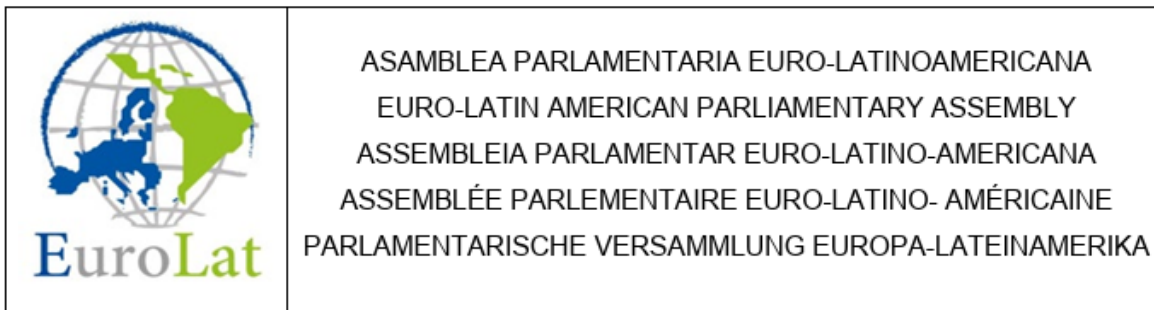 EuroLat
ASAMBLEA PARLAMENTARIA EURO-LATINOAMERICANA
EURO-LATIN AMERICAN PARLIAMENTARY ASSEMBLY
ASSEMBLEIA PARLAMENTAR EURO-LATINO-AMERICANA
ASSEMBLÉE PARLEMENTAIRE EURO-LATINO- AMÉRICAINE
PARLAMENTARISCHE VERSAMMLUNG EUROPA-LATEINAMERIKA